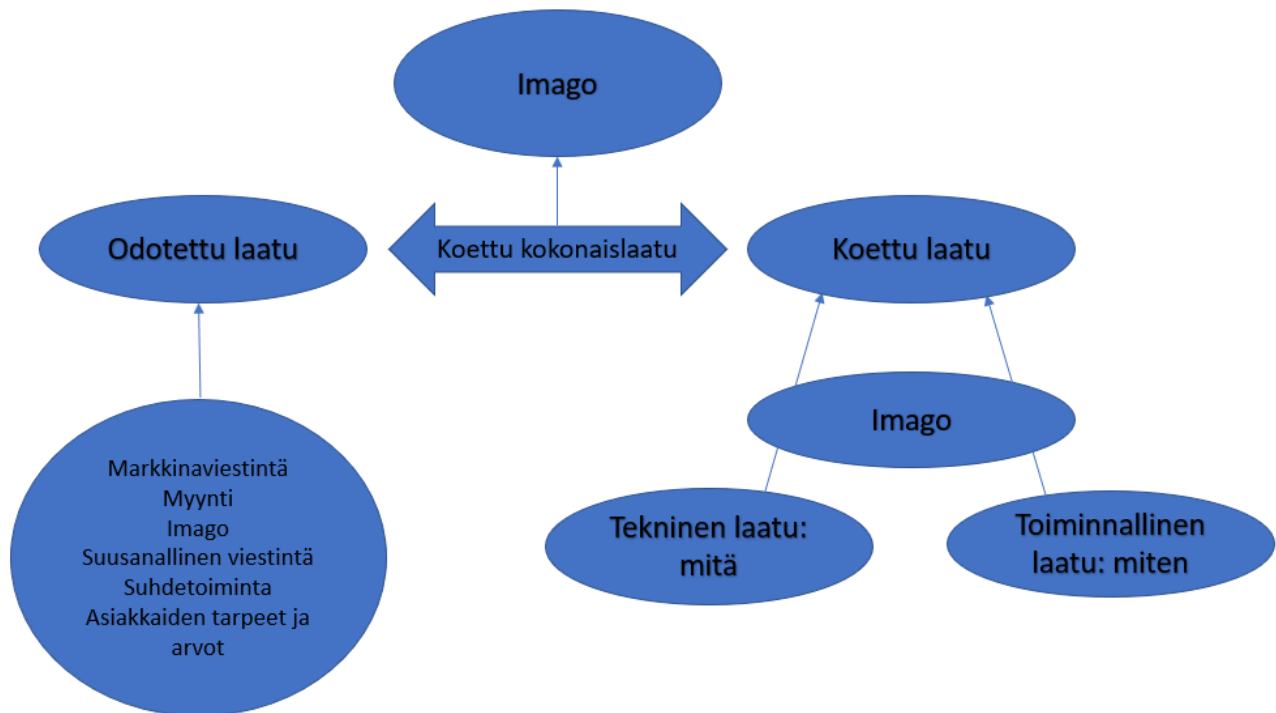 Imago
Odotettu laatu
Koettu kokonaislaatu
Koettu laatu
Markkinaviestintä
Myynti
Imago
Suusanallinen viestintä
Suhdetoiminta
Asiakkaiden tarpeet ja
arvot
Imago
Tekninen laatu:
mitä
Toiminnallinen
laatu: miten